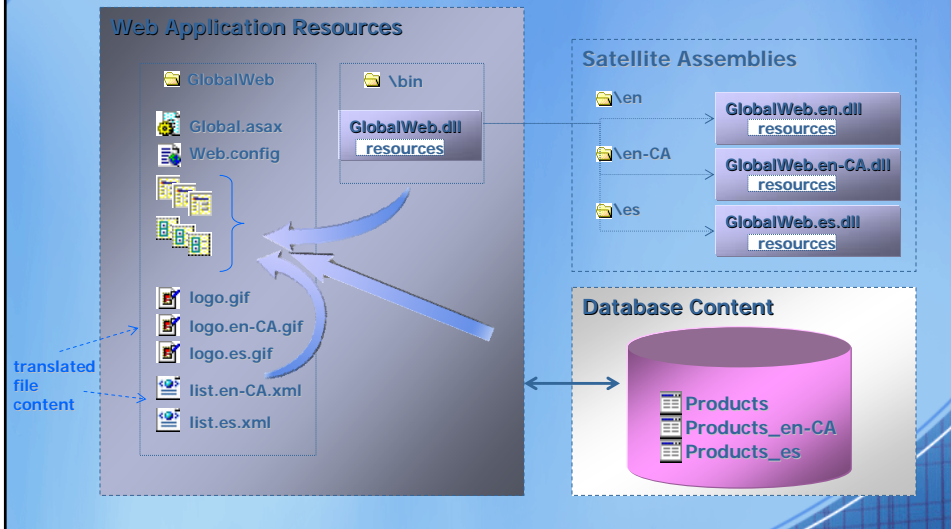 Web Application Resources
GlobalWeb
Global.asax
Web.config
logo.gif
logo.en-CA.gif
logo.es.gif
list.en-CA.xml
list.es.xml
translated
file
content
\bin
GlobalWeb.dll
resources
Satellite Assemblies
\en
GlobalWeb.en.dll
resources
\en-CA
GlobalWeb.en-CA.dll
resources
\es
GlobalWeb.es.dll
resources
Database Content
Products
Products_en-CA
Products_es